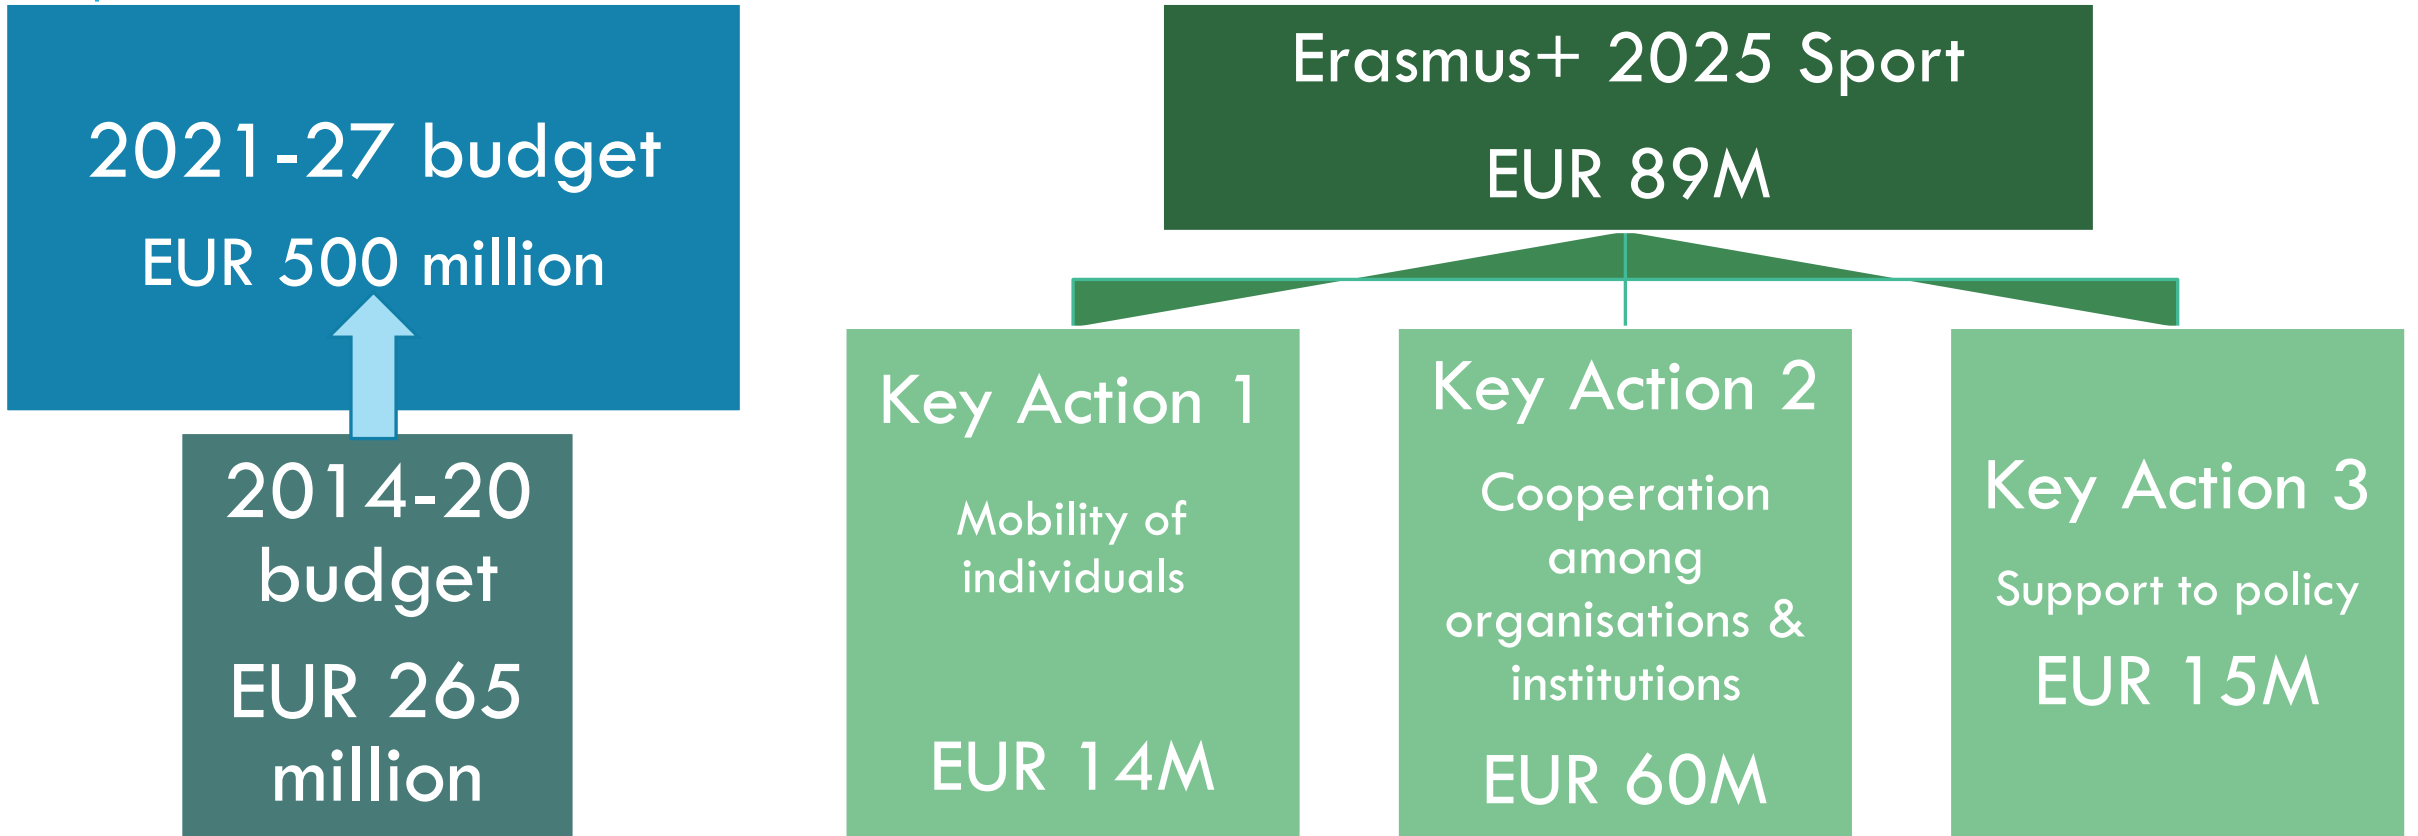 2021-27 budget
EUR 500 million
2014-20
budget
EUR 265
million
Erasmus+ 2025 Sport
EUR 89M
Key Action 1
Mobility of
individuals
EUR 14M
Key Action 2
Cooperation
among
organisations &
institutions
EUR 60M
Key Action 3
Support to policy
EUR 15M